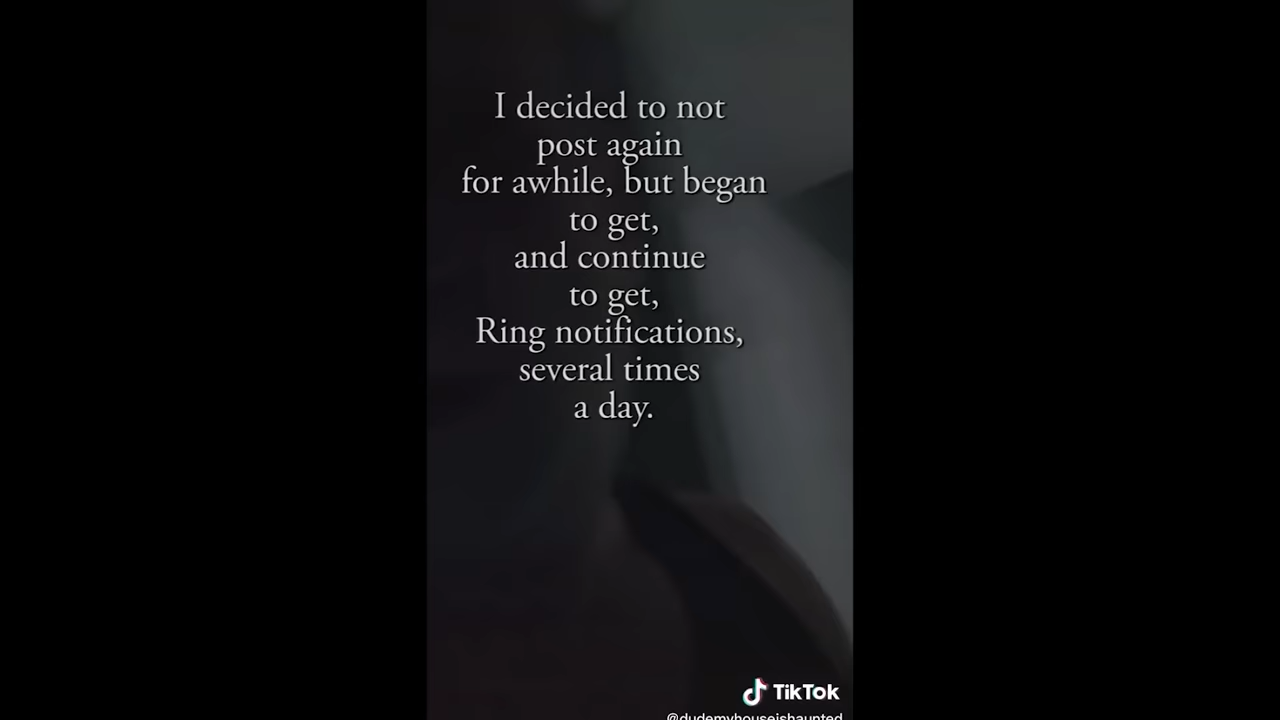 I decided to not
post again
for awhile, but began
to get,
and continue
to get,
Ring notifications,
several times
a day.
TikTok
@dudemyhouseishaunted